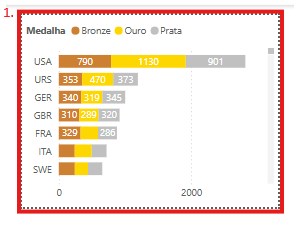 1.
Medalha Bronze Ouro Prata
USA 790 1130 901
URS 353 470 373
GER 340 319 345
GBR 310 289 320
FRA 329 286
ITA
SWE
0 2000